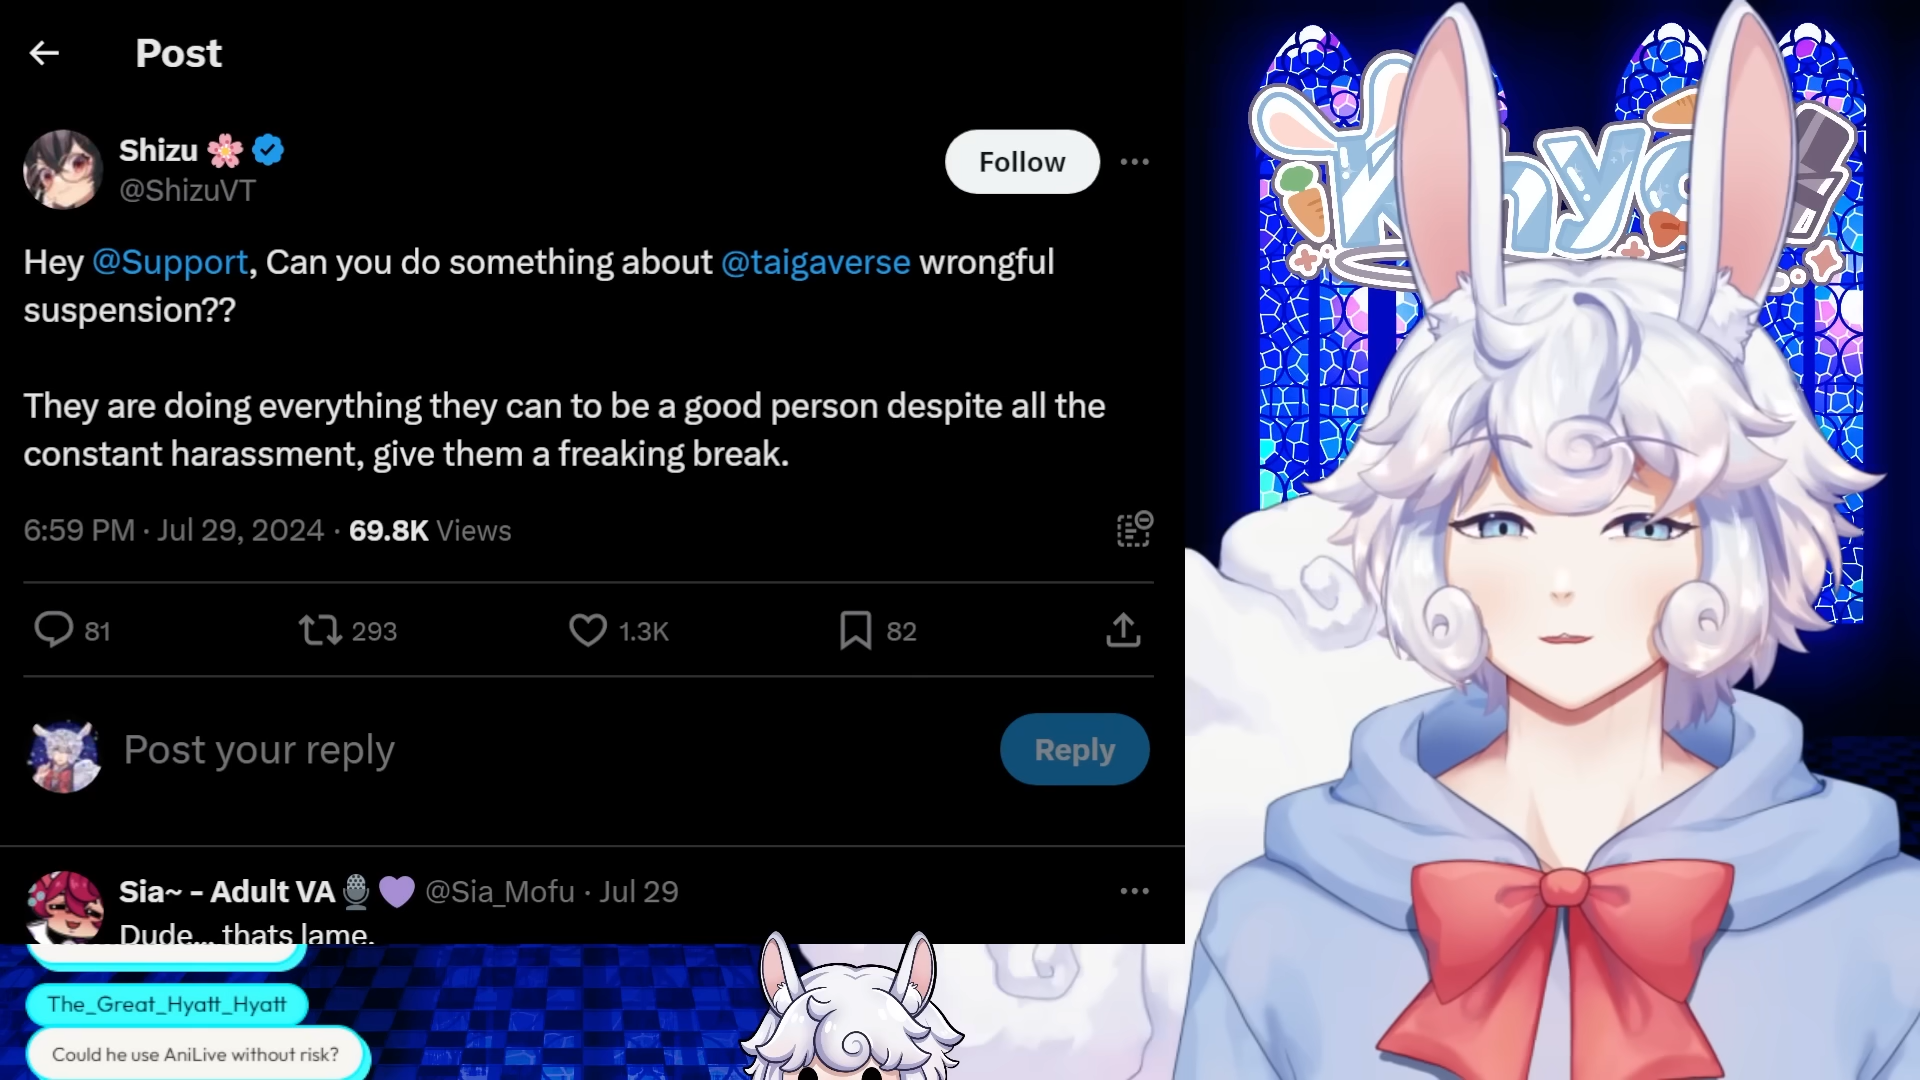 Post
Shizu
@ShizuVT
Follow
Hey @Support, Can you do something about @taigaverse wrongful
suspension??
They are doing everything they can to be a good person despite all the
constant harassment, give them a freaking break.
6:59 PM · Jul 29, 2024 · 69.8K Views
81 293 1.3K 82
Post your reply
Reply
Sia~ - Adult VA @Sia_Mofu · Jul 29
Dude... thats lame.
The_Great_Hyatt_Hyatt
Could he use AniLive without risk?